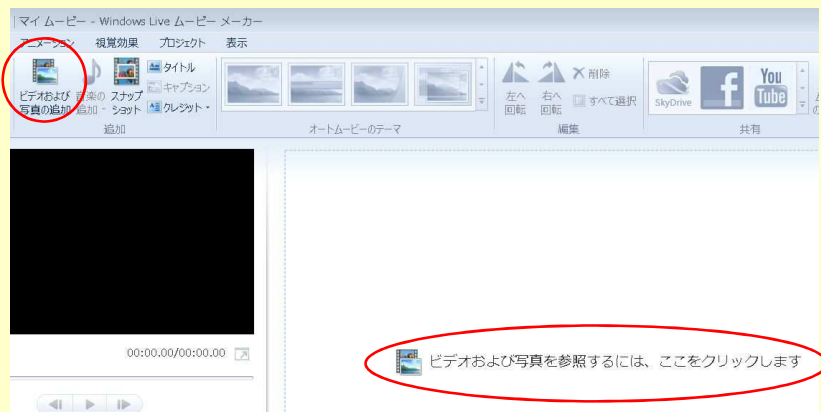 マイ ムービー - Windows Live ムービー メーカー
アニメーション 視覚効果 プロジェクト 表示
ビデオおよび
写真の追加
音楽の
追加
スナップ
ショット
タイトル
キャプション
クレジット
追加
オートムービーのテーマ
左へ
回転
右へ
回転
削除
すべて選択
編集
SkyDrive
f
You
Tube
共有
00:00.00/00:00.00
ビデオおよび写真を参照するには、ここをクリックします